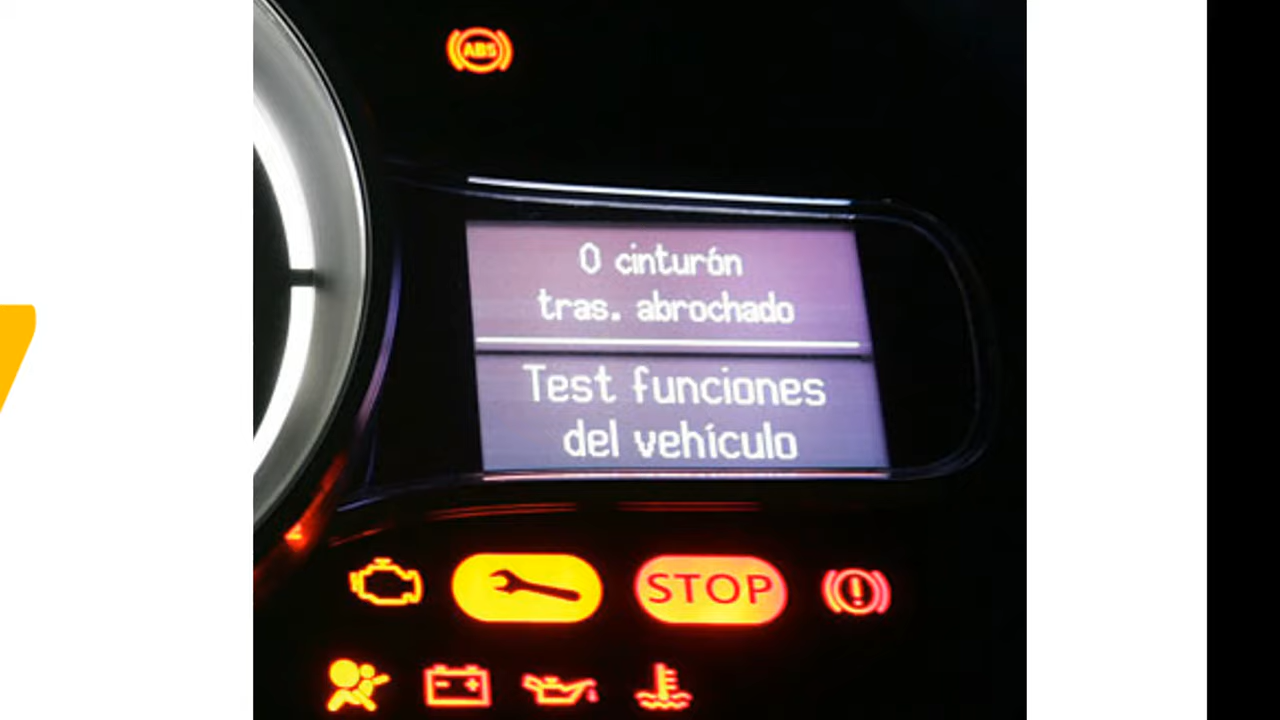 ABS
0 cinturón
tras. abrochado
Test funciones
del vehículo
STOP